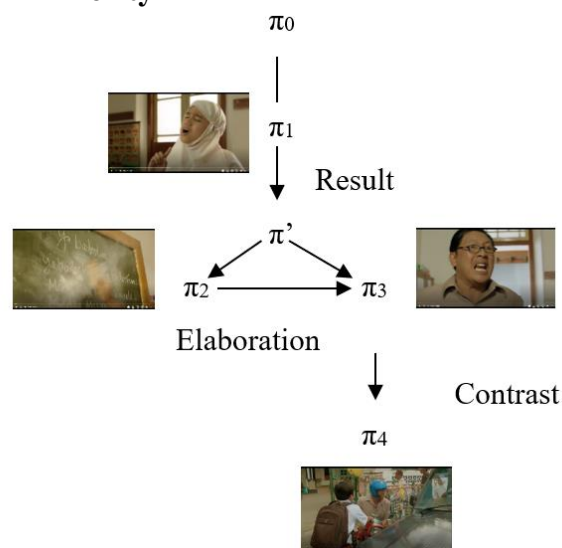 π0
π1
Result
π’
π2
π3
Elaboration
Contrast
π4